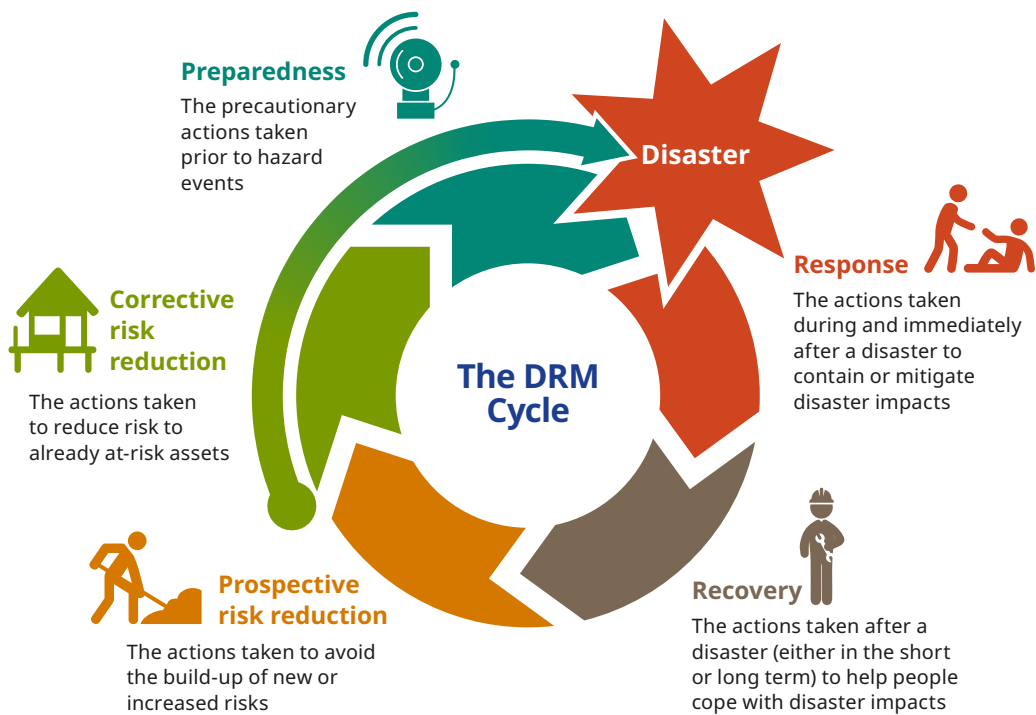 Preparedness
The precautionary
actions taken
prior to hazard
events
Disaster
Response
The actions taken
during and immediately
after a disaster to
contain or mitigate
disaster impacts
Corrective
risk
reduction
The actions taken
to reduce risk to
already at-risk assets
The DRM
Cycle
Prospective
risk reduction
The actions taken to avoid
the build-up of new or
increased risks
Recovery
The actions taken after a
disaster (either in the short
or long term) to help people
cope with disaster impacts